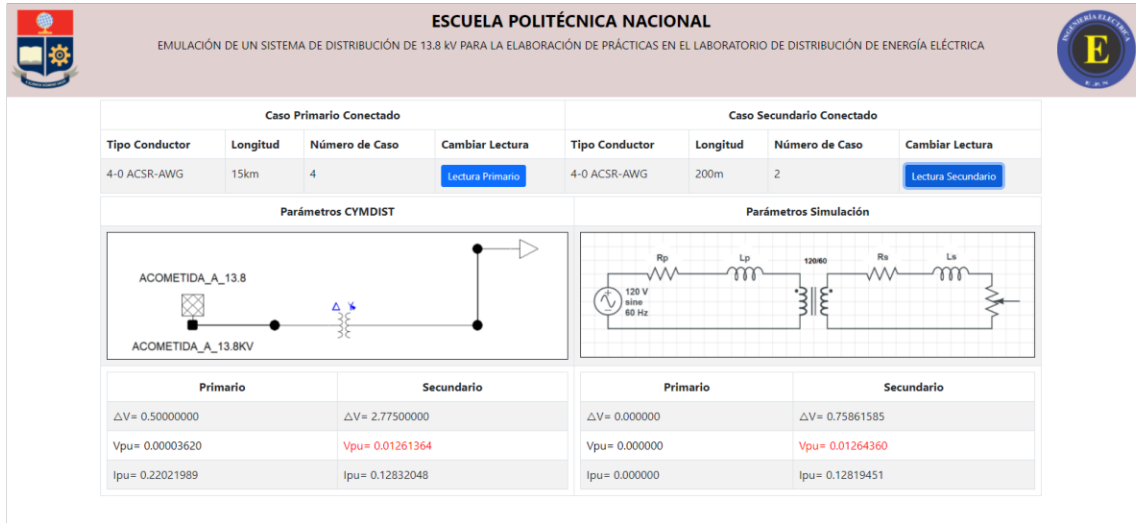 ESCUELA POLITÉCNICA NACIONAL
EMULACIÓN DE UN SISTEMA DE DISTRIBUCIÓN DE 13.8 kV PARA LA ELABORACIÓN DE PRÁCTICAS EN EL LABORATORIO DE DISTRIBUCIÓN DE ENERGÍA ELÉCTRICA
INGENIERÍA ELÉCTRICA
E
E.P.N
Caso Primario Conectado
Caso Secundario Conectado
Tipo Conductor Longitud Número de Caso Cambiar Lectura Tipo Conductor Longitud Número de Caso Cambiar Lectura
4-0 ACSR-AWG 15km 4 Lectura Primario 4-0 ACSR-AWG 200m 2 Lectura Secundario
Parámetros CYMDIST
Parámetros Simulación
ACOMETIDA_A_13.8
ACOMETIDA_A_13.8KV
Rp Lp 120/60 Rs Ls
120 V
sine
60 Hz
Primario Secundario Primario Secundario
△V= 0.50000000 △V= 2.77500000 △V= 0.000000 △V= 0.75861585
Vpu= 0.00003620 Vpu= 0.01261364 Vpu= 0.000000 Vpu= 0.01264360
Ipu= 0.22021989 Ipu= 0.12832048 Ipu= 0.000000 Ipu= 0.12819451